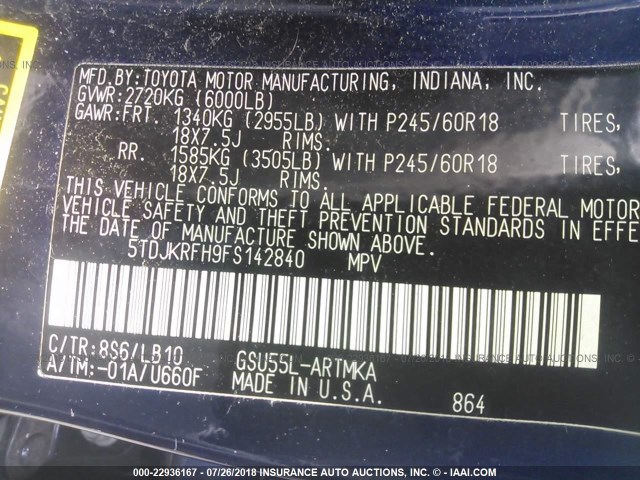 MFD. BY: TOYOTA MOTOR MANUFACTURING, INDIANA, INC.
GVWR: 2720KG (6000LB)
GAWR: FRT. 1340KG (2955LB) WITH P245/60R18 TIRES,
18X7.5J RIMS.
RR. 1585KG (3505LB) WITH P245/60R18 TIRES,
18X7.5J RIMS.
THIS VEHICLE CONFORMS TO ALL APPLICABLE FEDERAL MOTOR
VEHICLE SAFETY AND THEFT PREVENTION STANDARDS IN EFFE
THE DATE OF MANUFACTURE SHOWN ABOVE.
5TDJKRFH9FS142840 MPV
C/TR: 8S6/LB10 GSU55L-ARTMKA
A/TM: -01A/U660F MADE IN U.S.A. 864
000-22936167 - 07/26/2018 - INSURANCE AUTO AUCTIONS, INC. - © - IAAI.COM